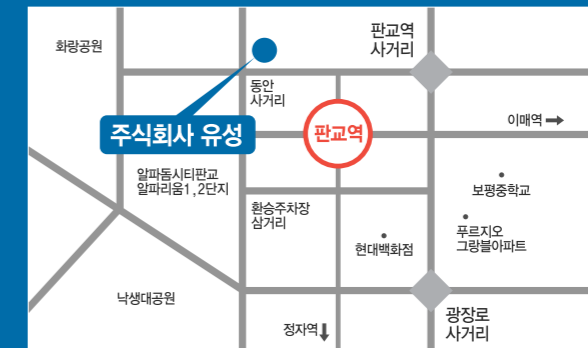 화랑공원
판교역
사거리
동안
사거리
주식회사 유성
판교역
이매역
알파돔시티판교
알파리움1,2단지
보평중학교
환승주차장
삼거리
푸르지오
그랑블아파트
현대백화점
낙생대공원
광장로
사거리
정자역